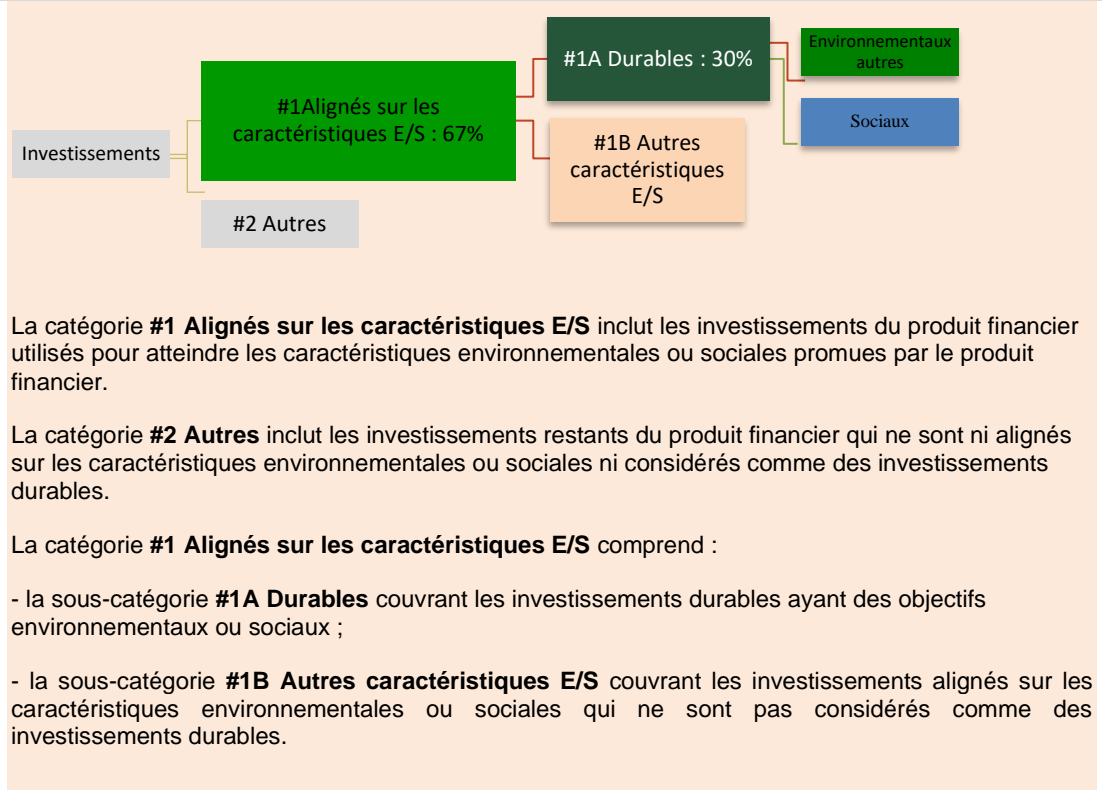 Investissements
#1Alignés sur les
caractéristiques E/S : 67%
#2 Autres
#1A Durables : 30%
#1B Autres
caractéristiques
E/S
Environnementaux
autres
Sociaux
La catégorie #1 Alignés sur les caractéristiques E/S inclut les investissements du produit financier
utilisés pour atteindre les caractéristiques environnementales ou sociales promues par le produit
financier.
La catégorie #2 Autres inclut les investissements restants du produit financier qui ne sont ni alignés
sur les caractéristiques environnementales ou sociales ni considérés comme des investissements
durables.
La catégorie #1 Alignés sur les caractéristiques E/S comprend :
- la sous-catégorie #1A Durables couvrant les investissements durables ayant des objectifs
environnementaux ou sociaux ;
- la sous-catégorie #1B Autres caractéristiques E/S couvrant les investissements alignés sur les
caractéristiques environnementales ou sociales qui ne sont pas considérés comme des
investissements durables.